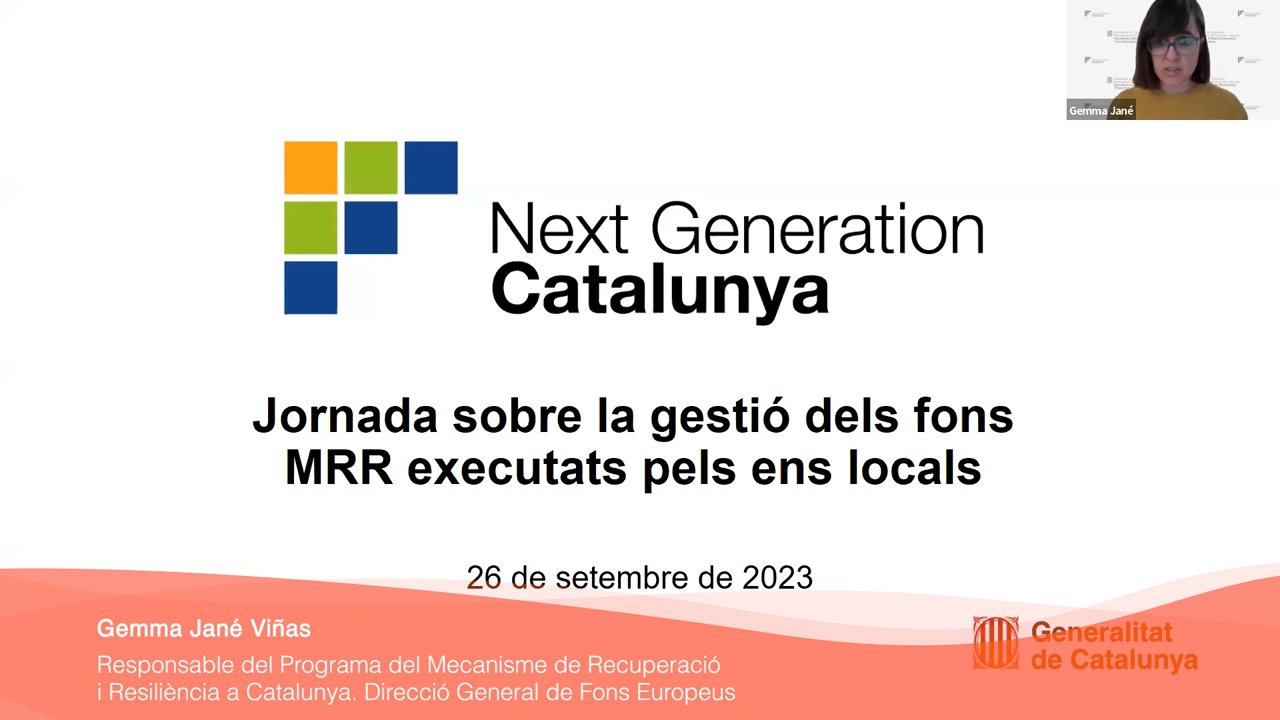 Gemma Jané
Next Generation
Catalunya
Jornada sobre la gestió dels fons
MRR executats pels ens locals
26 de setembre de 2023
Gemma Jané Viñas
Responsable del Programa del Mecanisme de Recuperació
i Resiliència a Catalunya. Direcció General de Fons Europeus
Generalitat
de Catalunya